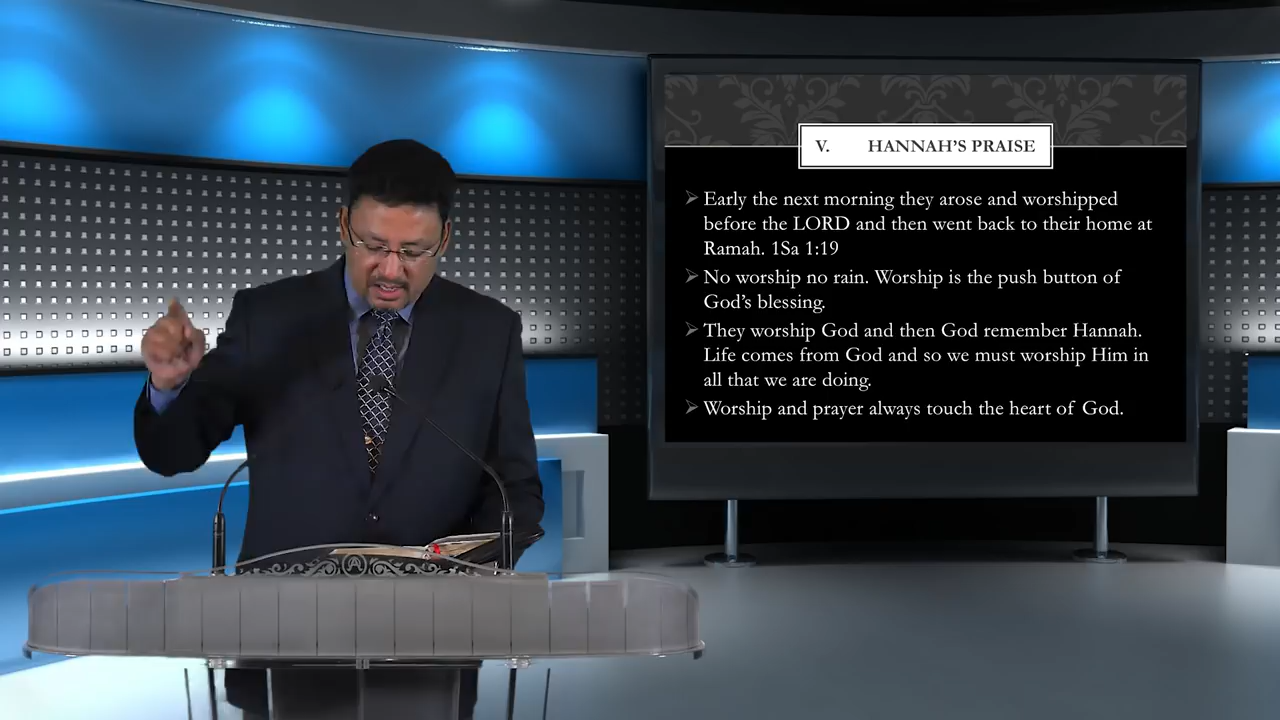 V. HANNAH'S PRAISE
➢ Early the next morning they arose and worshipped
before the LORD and then went back to their home at
Ramah. 1Sa 1:19
➢ No worship no rain. Worship is the push button of
God's blessing.
➢ They worship God and then God remember Hannah.
Life comes from God and so we must worship Him in
all that we are doing.
➢ Worship and prayer always touch the heart of God.